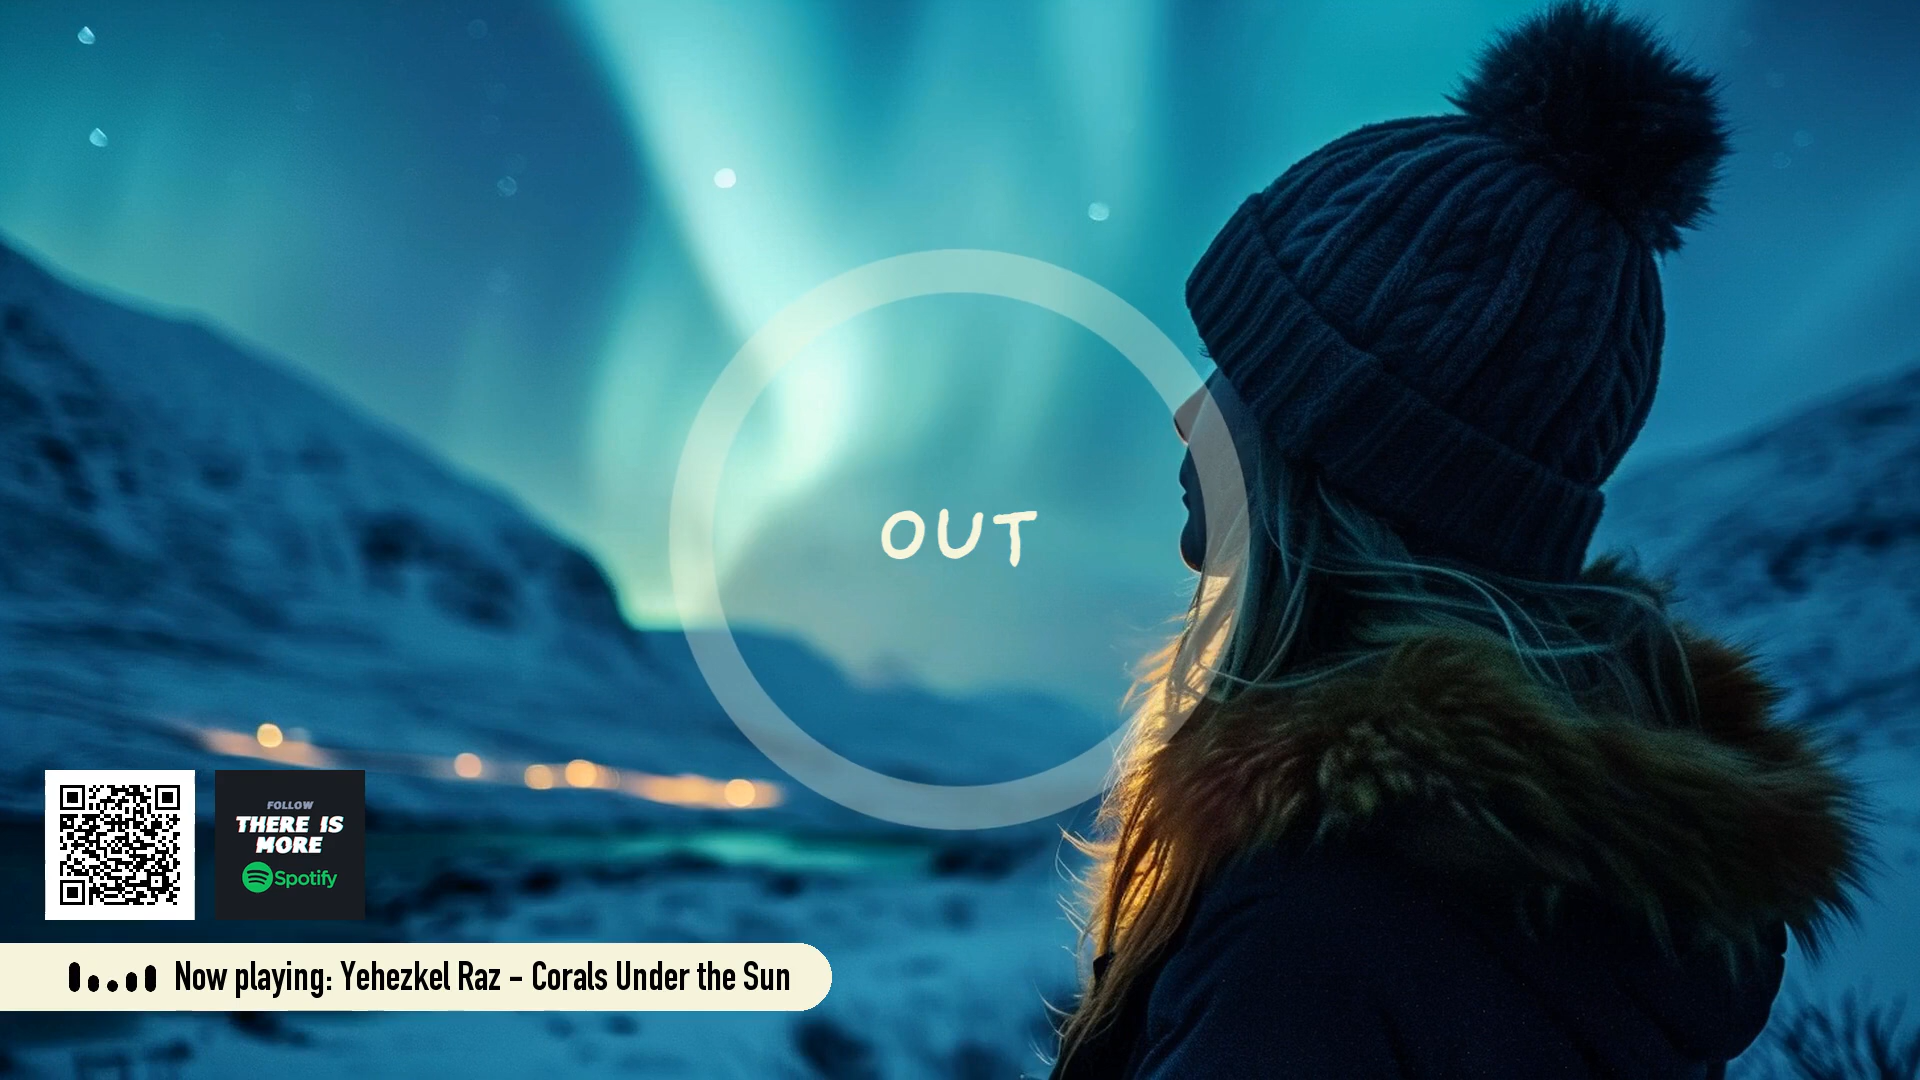 OUT
FOLLOW
THERE IS
MORE
Spotify
Now playing: Yehezkel Raz - Corals Under the Sun